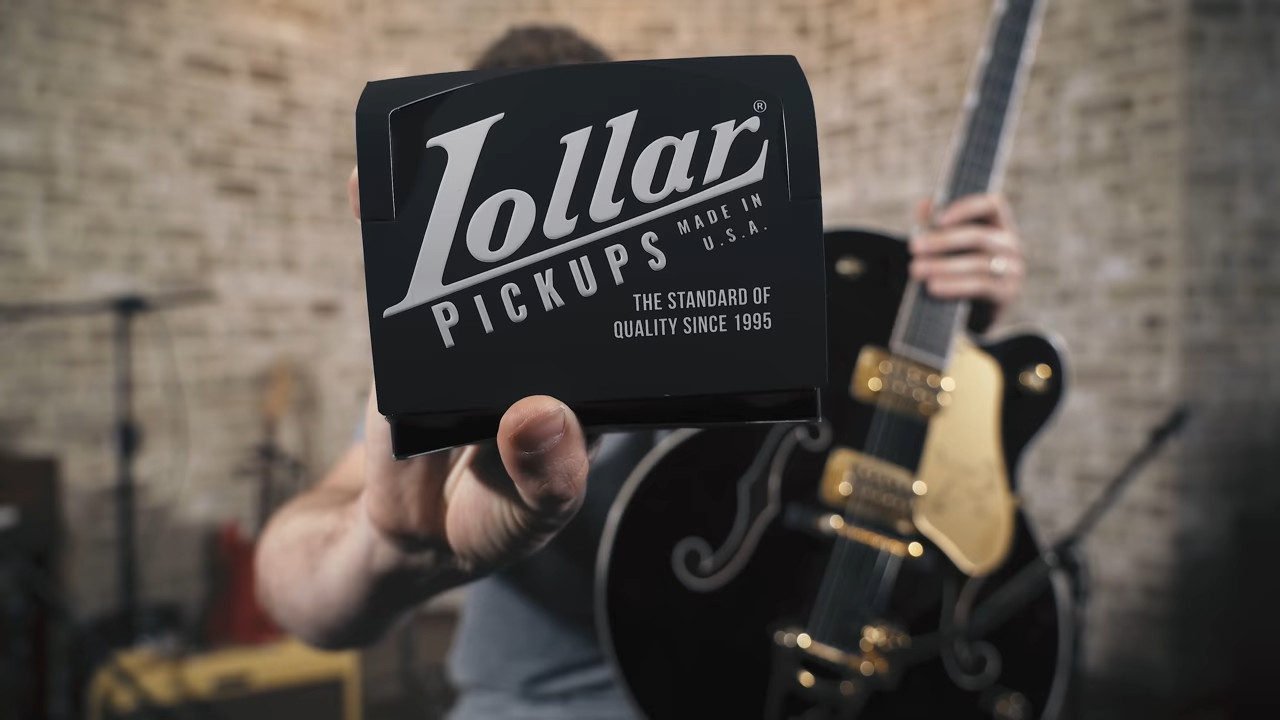 Lollar®
PICKUPS
MADE IN
U.S.A.
THE STANDARD OF
QUALITY SINCE 1995